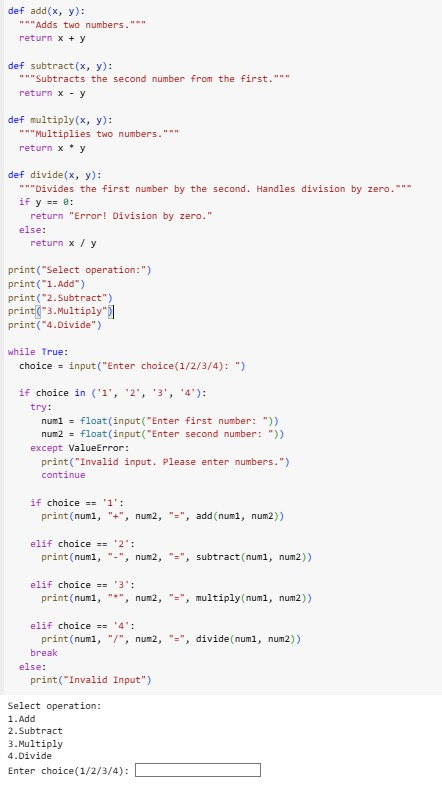 def add(x, y):
  """Adds two numbers."""
  return x + y

def subtract(x, y):
  """Subtracts the second number from the first."""
  return x - y

def multiply(x, y):
  """Multiplies two numbers."""
  return x * y

def divide(x, y):
  """Divides the first number by the second. Handles division by zero."""
  if y == 0:
    return "Error! Division by zero."
  else:
    return x / y

print("Select operation:")
print("1.Add")
print("2.Subtract")
print("3.Multiply")
print("4.Divide")

while True:
  choice = input("Enter choice(1/2/3/4): ")

  if choice in ('1', '2', '3', '4'):
    try:
      num1 = float(input("Enter first number: "))
      num2 = float(input("Enter second number: "))
    except ValueError:
      print("Invalid input. Please enter numbers.")
      continue

    if choice == '1':
      print(num1, "+", num2, "=", add(num1, num2))

    elif choice == '2':
      print(num1, "-", num2, "=", subtract(num1, num2))

    elif choice == '3':
      print(num1, "*", num2, "=", multiply(num1, num2))

    elif choice == '4':
      print(num1, "/", num2, "=", divide(num1, num2))
    break
  else:
    print("Invalid Input")

Select operation:
1.Add
2.Subtract
3.Multiply
4.Divide
Enter choice(1/2/3/4):